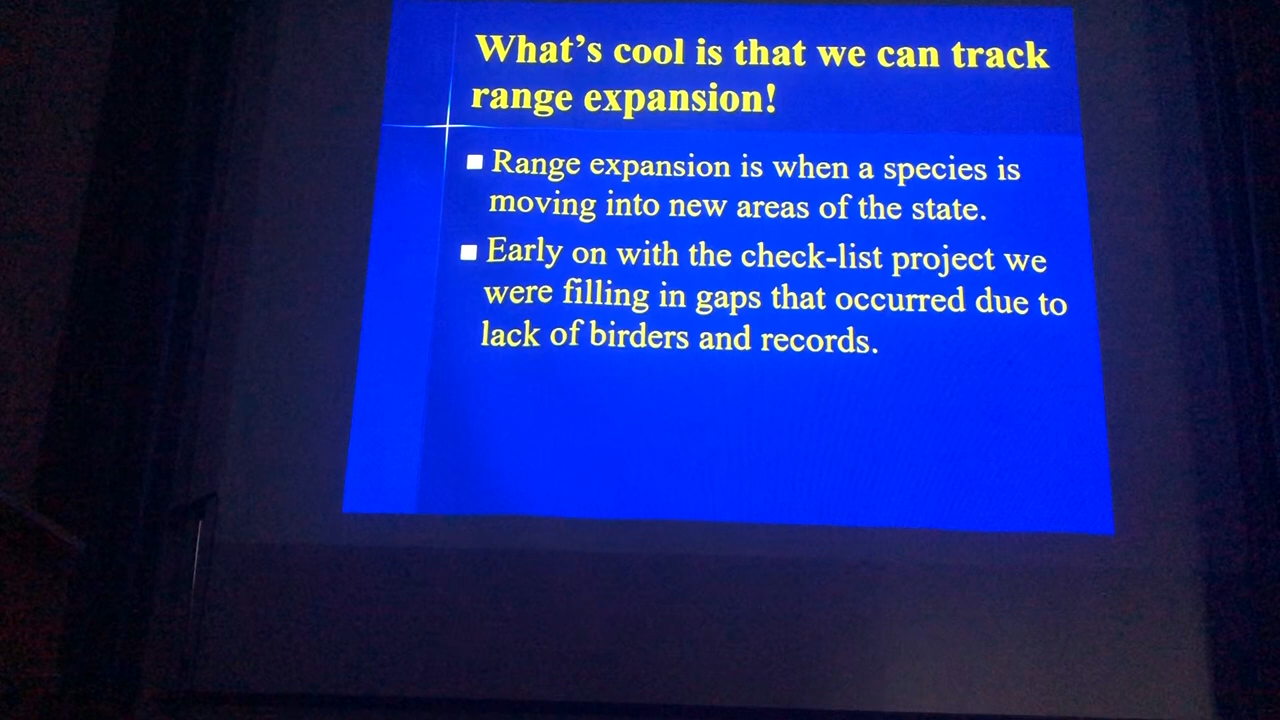 What's cool is that we can track
range expansion!
■ Range expansion is when a species is
moving into new areas of the state.
■ Early on with the check-list project we
were filling in gaps that occurred due to
lack of birders and records.